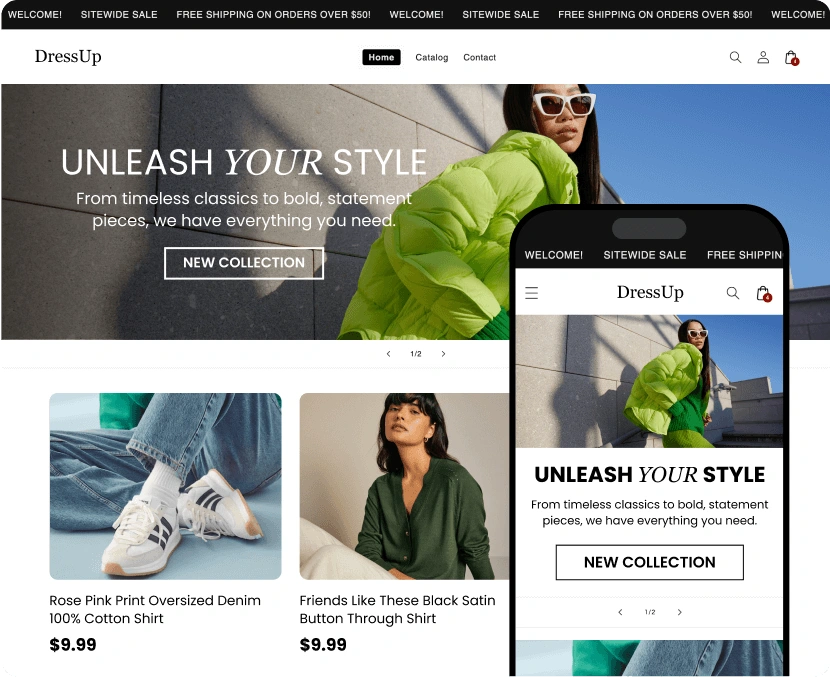 WELCOME! SITEWIDE SALE FREE SHIPPING ON ORDERS OVER $50! WELCOME! SITEWIDE SALE FREE SHIPPING ON ORDERS OVER $50! WELCOME!
DressUp Home Catalog Contact
UNLEASH YOUR STYLE
From timeless classics to bold, statement
pieces, we have everything you need.
NEW COLLECTION
1/2
Rose Pink Print Oversized Denim
100% Cotton Shirt
$9.99
Friends Like These Black Satin
Button Through Shirt
$9.99
WELCOME! SITEWIDE SALE FREE SHIPPIN
DressUp
4
UNLEASH YOUR STYLE
From timeless classics to bold, statement
pieces, we have everything you need.
NEW COLLECTION
1/2